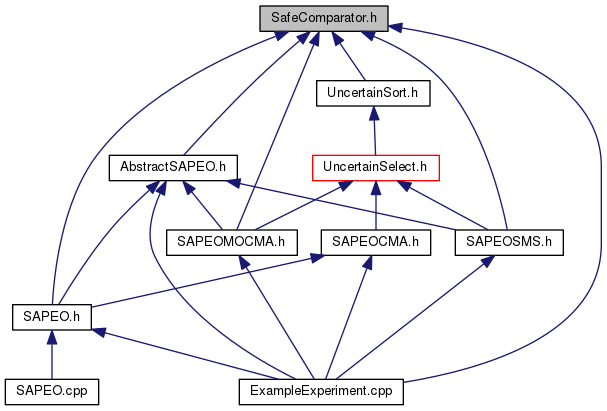 SafeComparator.h
UncertainSort.h
AbstractSAPEO.h
UncertainSelect.h
SAPEOMOCMA.h
SAPEOCMA.h
SAPEOSMS.h
SAPEO.h
SAPEO.cpp
ExampleExperiment.cpp